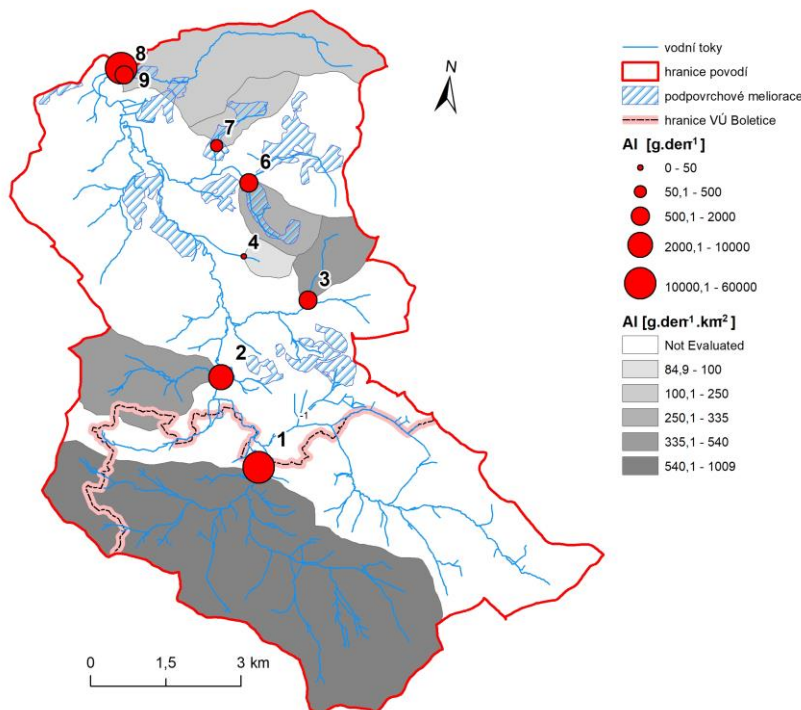 8
9
N
7
6
4
3
2
-1
1
0
1,5
3 km
vodní toky
hranice povodí
podpovrchové meliorace
hranice VÚ Boletice
Al [g.den⁻¹]
0 - 50
50,1 - 500
500,1 - 2000
2000,1 - 10000
10000,1 - 60000
Al [g.den⁻¹.km²]
Not Evaluated
84,9 - 100
100,1 - 250
250,1 - 335
335,1 - 540
540,1 - 1009